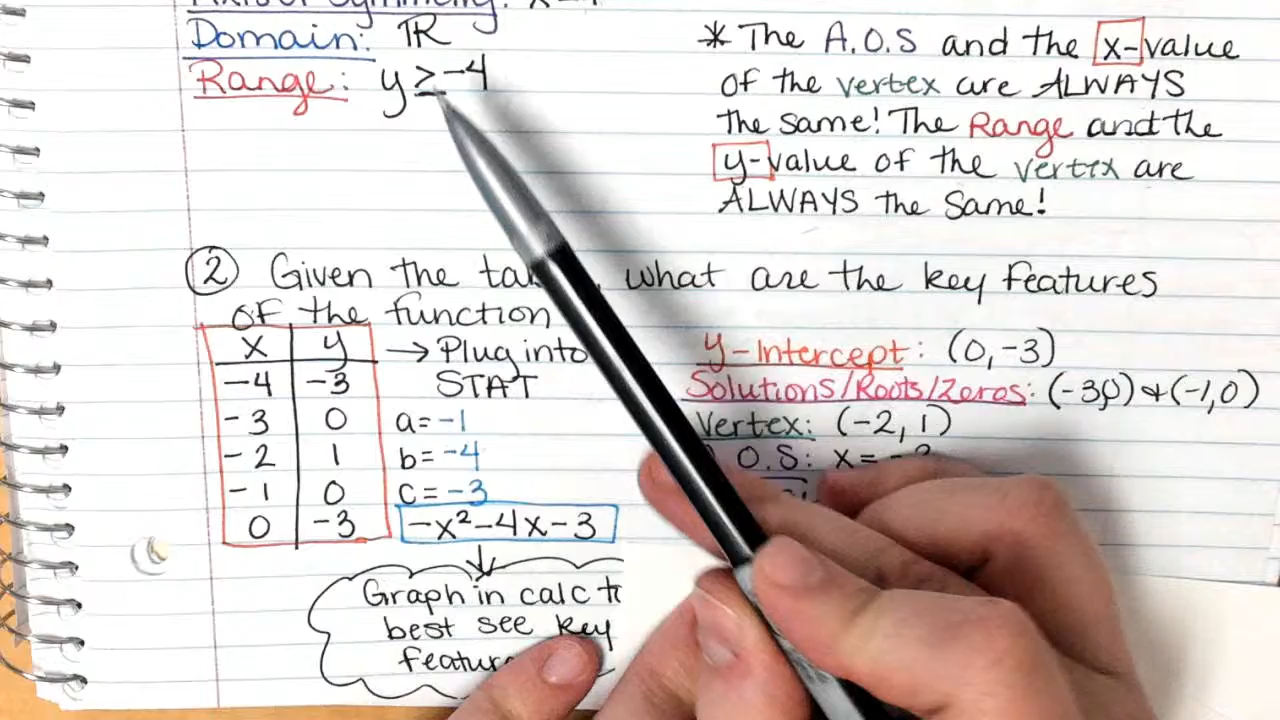 Axis of Symmetry:
Domain: ℝ
Range: y ≥ -4
* The A.O.S and the x-value
of the vertex are ALWAYS
the same! The Range and the
y-value of the vertex are
ALWAYS the Same!
② Given the what are the key features
of the function
x y
-4 -3
-3 0
-2 1
-1 0
0 -3
→ Plug into
STAT
a = -1
b = -4
c = -3
-x²-4x-3
Graph in calc
best see key
y-Intercept: (0,-3)
Solutions/Roots/Zeros: (-3,0) & (-1,0)
Vertex: (-2, 1)
O.S: x =